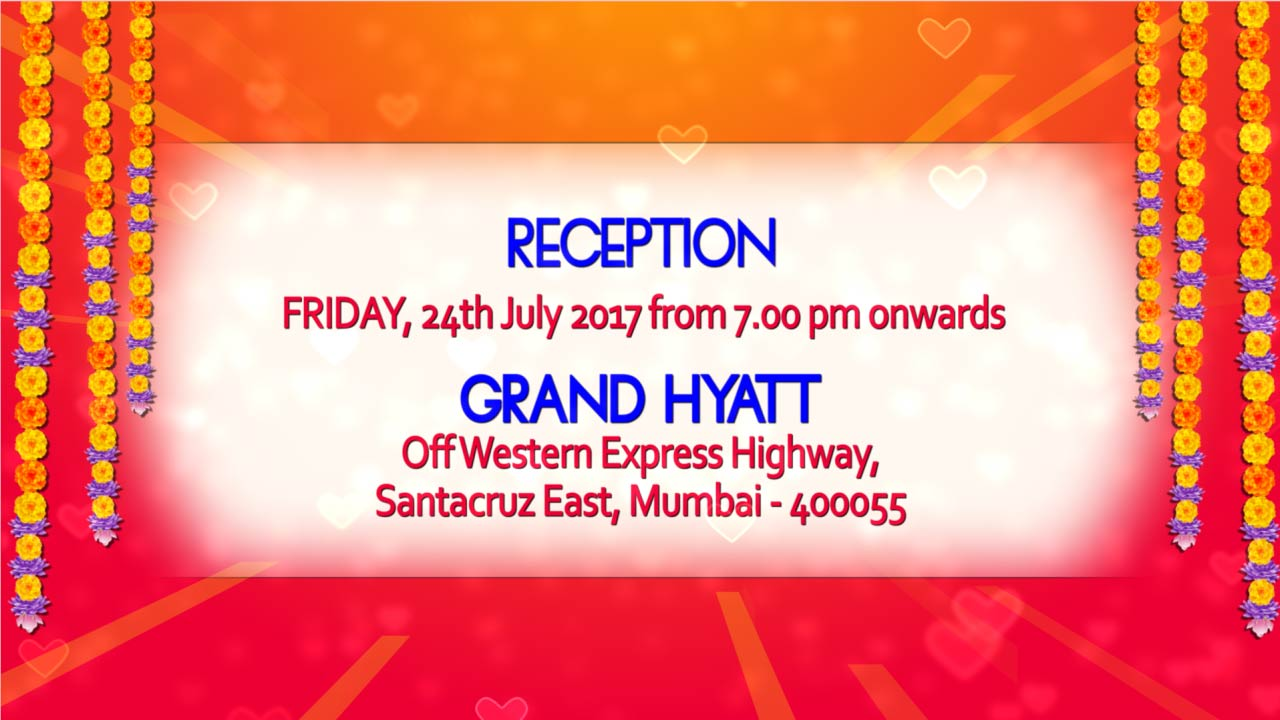 RECEPTION
FRIDAY, 24th July 2017 from 7.00 pm onwards
GRAND HYATT
Off Western Express Highway,
Santacruz East, Mumbai - 400055